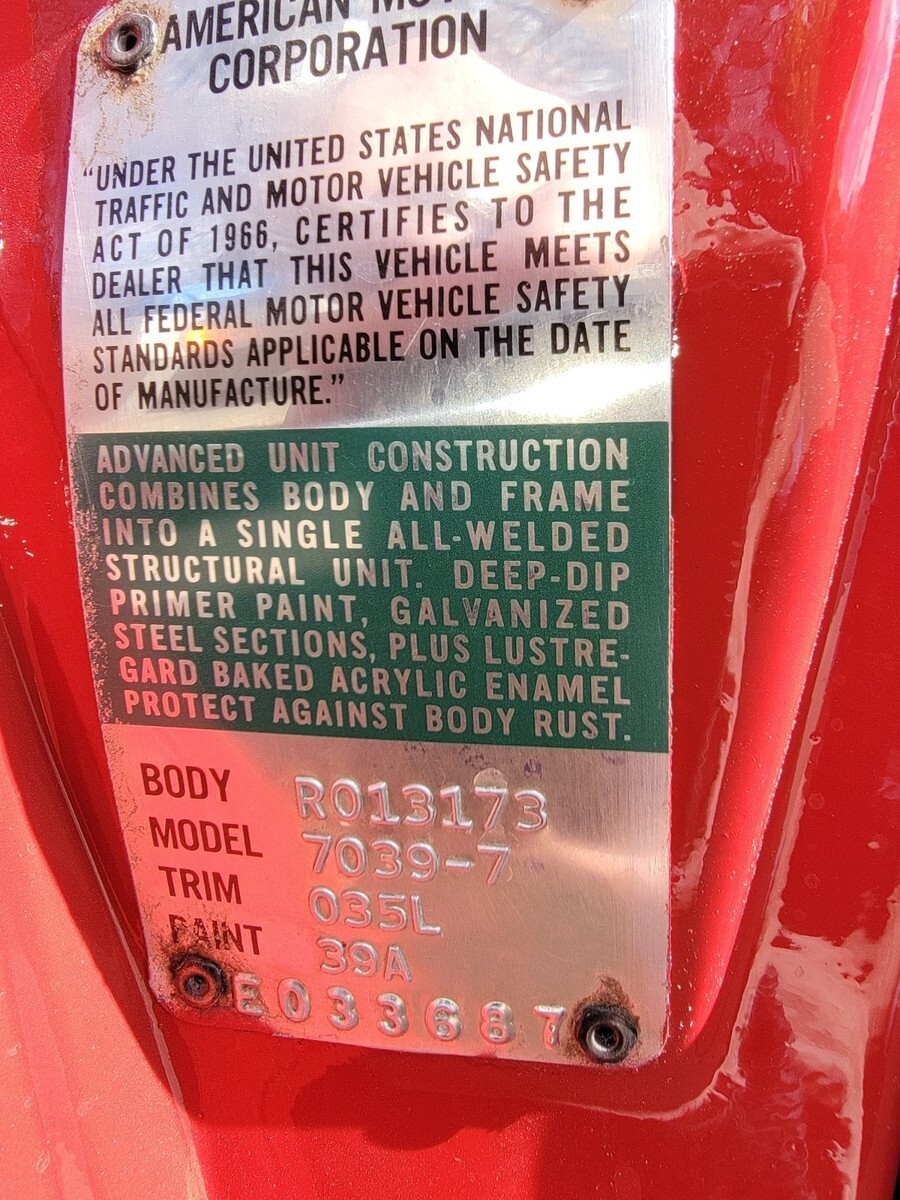 AMERICAN MOTO
CORPORATION
“UNDER THE UNITED STATES NATIONAL
TRAFFIC AND MOTOR VEHICLE SAFETY
ACT OF 1966, CERTIFIES TO THE
DEALER THAT THIS VEHICLE MEETS
ALL FEDERAL MOTOR VEHICLE SAFETY
STANDARDS APPLICABLE ON THE DATE
OF MANUFACTURE.”
ADVANCED UNIT CONSTRUCTION
COMBINES BODY AND FRAME
INTO A SINGLE ALL-WELDED
STRUCTURAL UNIT. DEEP-DIP
PRIMER PAINT, GALVANIZED
STEEL SECTIONS, PLUS LUSTRE-
GARD BAKED ACRYLIC ENAMEL
PROTECT AGAINST BODY RUST.
BODY R013173
MODEL 7039-7
TRIM 035L
PAINT 39A
E033687